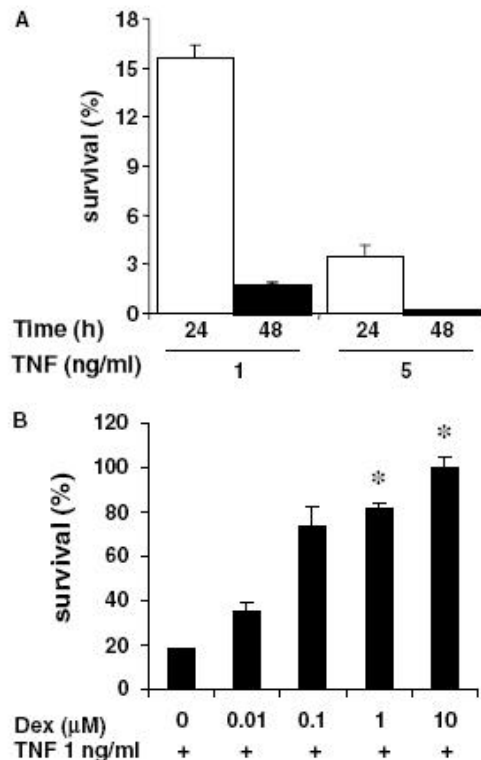 A
18
15
12
9
6
3
0
survival (%)
Time (h) 24 48 24 48
TNF (ng/ml) 1 5
B
120
100
80
60
40
20
0
survival (%)
* *
Dex (μM) 0 0.01 0.1 1 10
TNF 1 ng/ml + + + + +